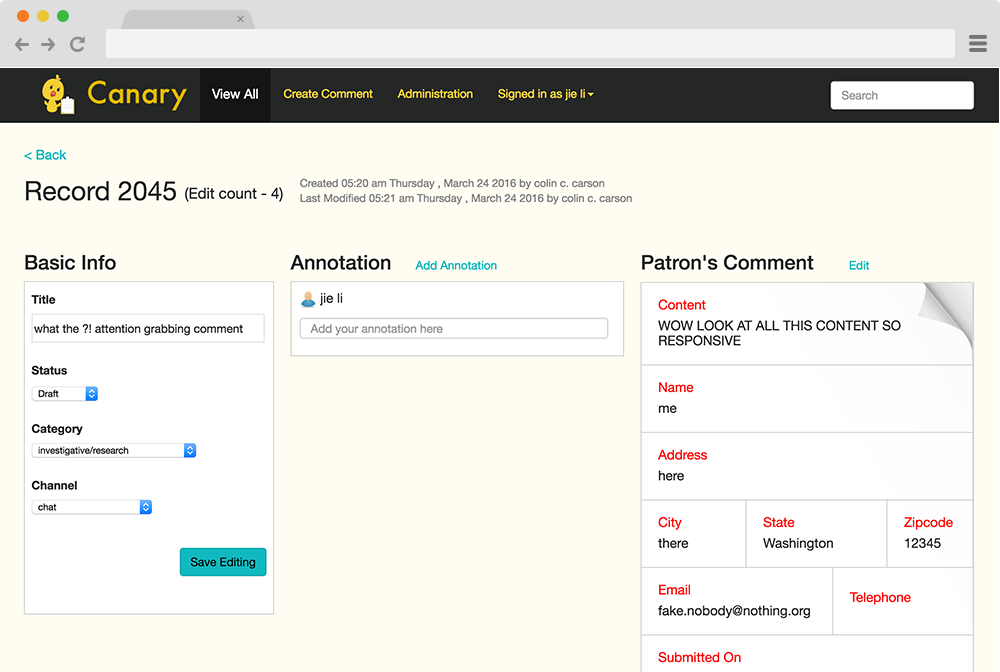 Canary
View All
Create Comment
Administration
Signed in as jie li
Search
< Back
Record 2045 (Edit count - 4)
Created 05:20 am Thursday , March 24 2016 by colin c. carson
Last Modified 05:21 am Thursday , March 24 2016 by colin c. carson
Basic Info
Title
what the ?! attention grabbing comment
Status
Draft
Category
investigative/research
Channel
chat
Save Editing
Annotation
Add Annotation
jie li
Add your annotation here
Patron's Comment
Edit
Content
WOW LOOK AT ALL THIS CONTENT SO
RESPONSIVE
Name
me
Address
here
City
there
State
Washington
Zipcode
12345
Email
fake.nobody@nothing.org
Telephone
Submitted On